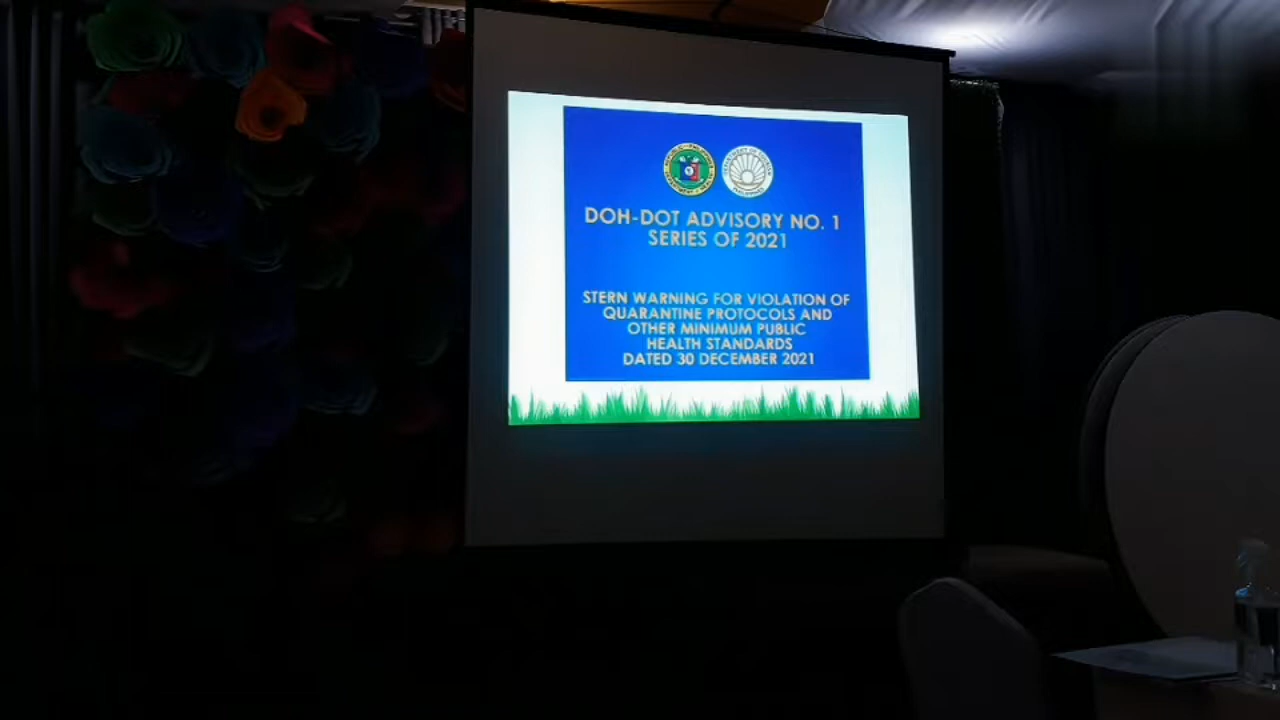 DOH-DOT ADVISORY NO. 1
SERIES OF 2021
STERN WARNING FOR VIOLATION OF
QUARANTINE PROTOCOLS AND
OTHER MINIMUM PUBLIC
HEALTH STANDARDS
DATED 30 DECEMBER 2021